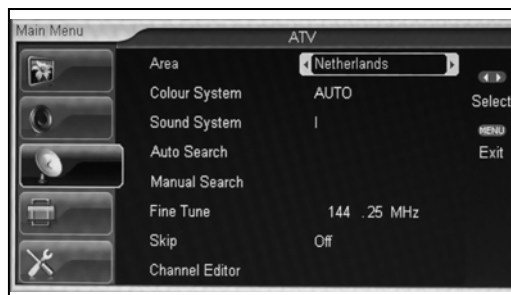 Main Menu
ATV
Area Netherlands
Colour System AUTO
Select
Sound System I
MENU
Auto Search
Exit
Manual Search
Fine Tune 144 .25 MHz
Skip Off
Channel Editor